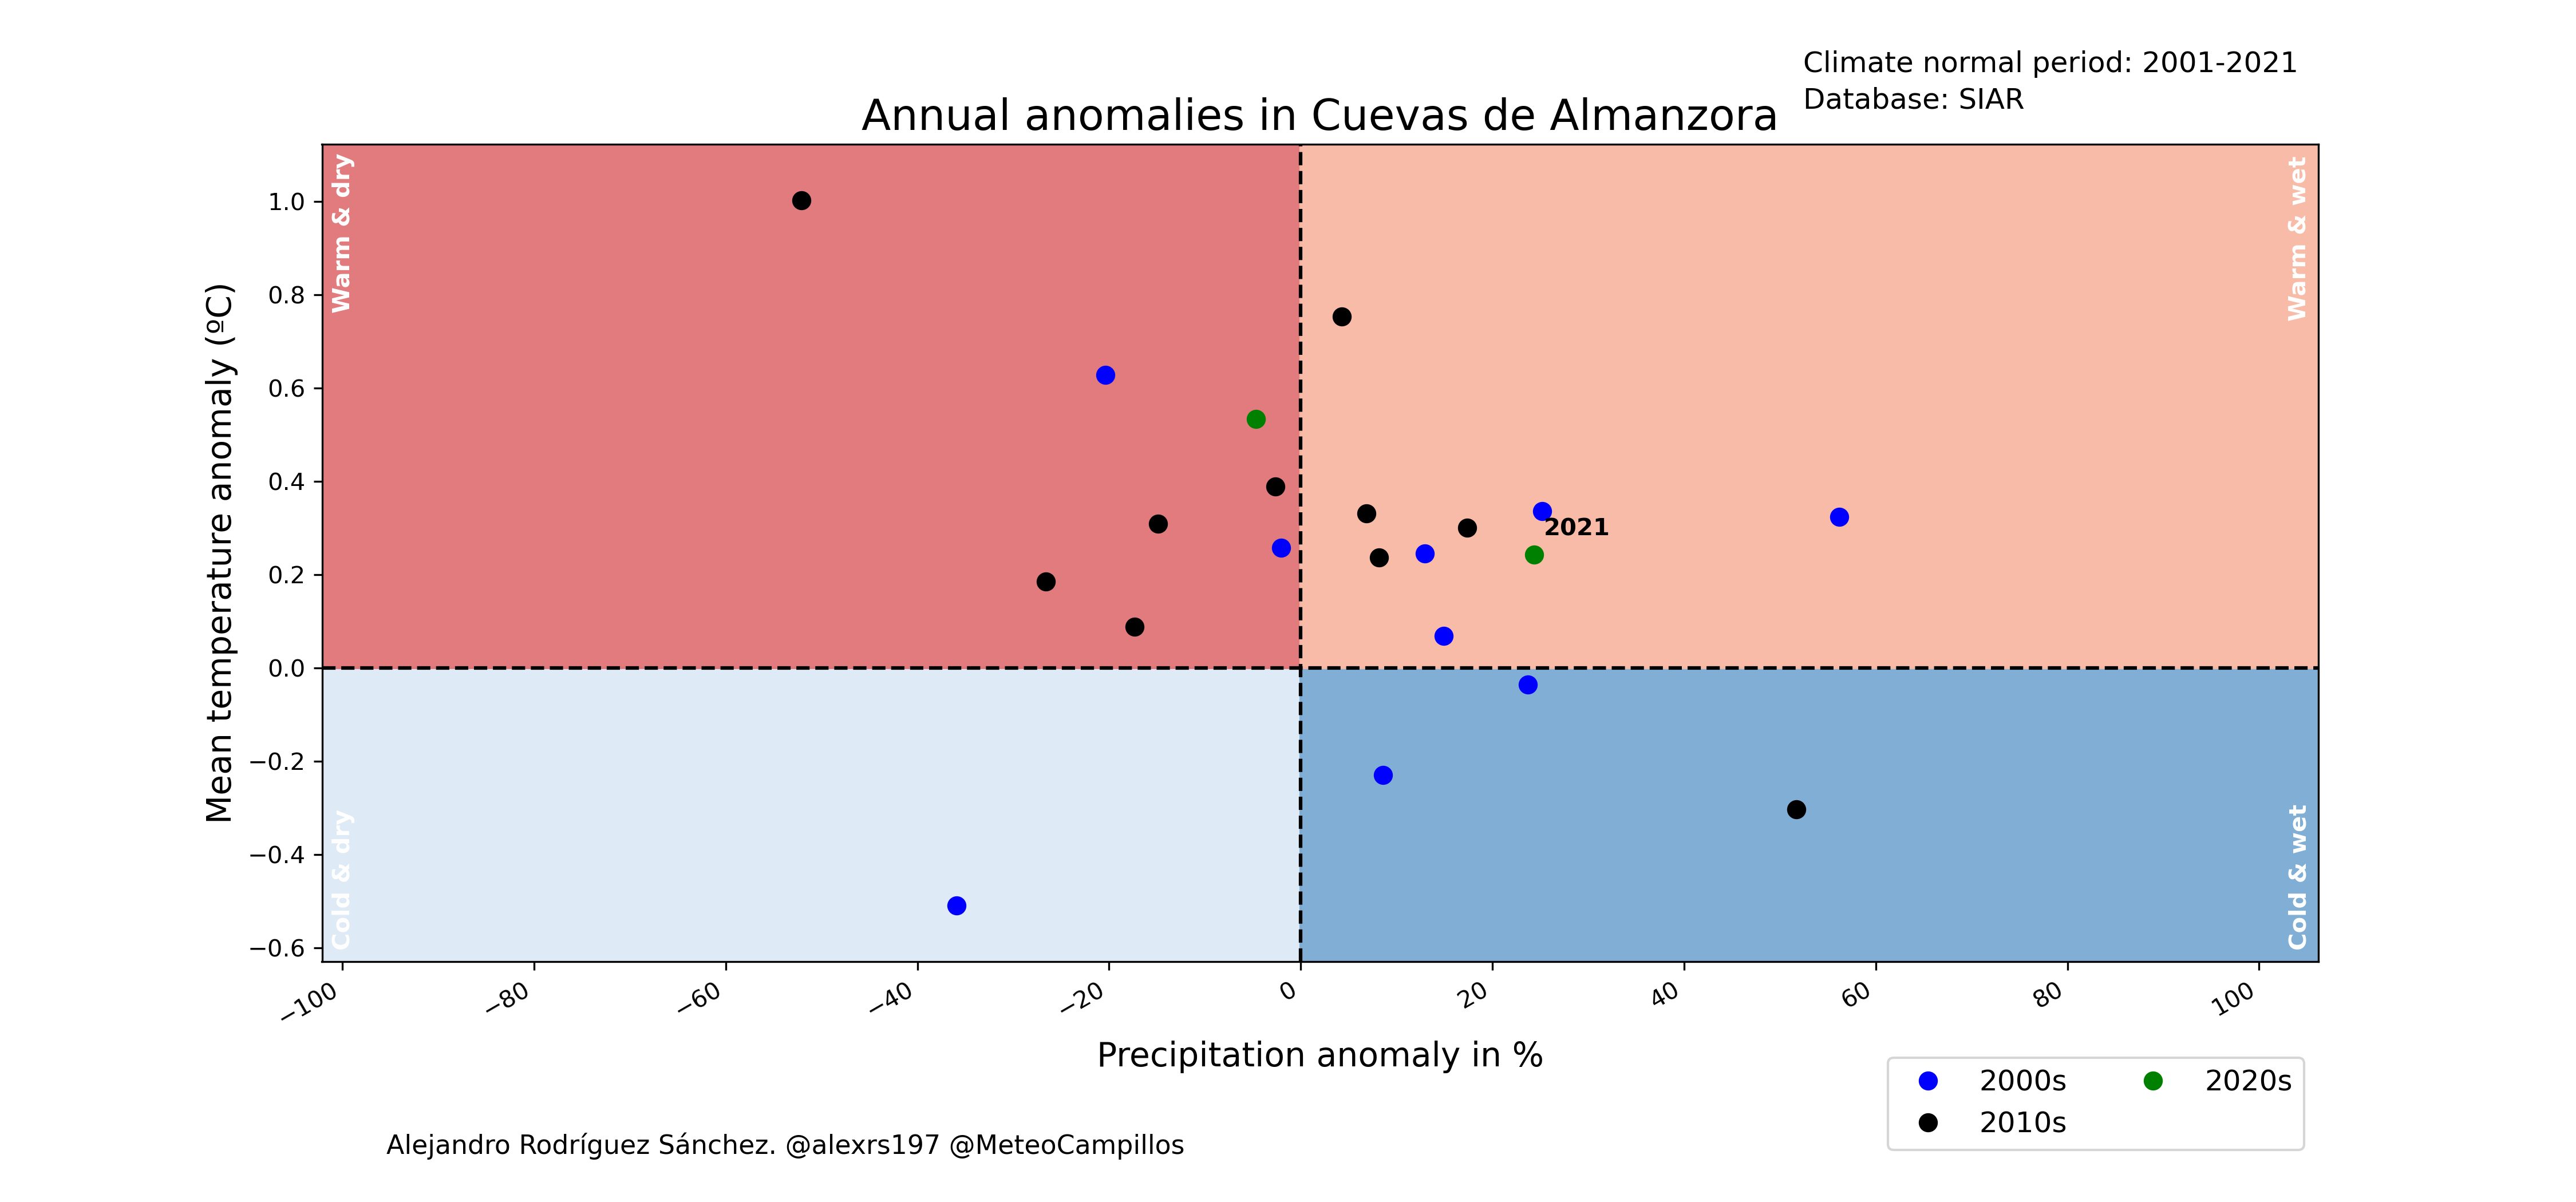 Climate normal period: 2001-2021
Database: SIAR
Annual anomalies in Cuevas de Almanzora
Warm & dry
Warm & wet
1.0
0.8
0.6
0.4
0.2
0.0
−0.2
−0.4
−0.6
Mean temperature anomaly (ºC)
2021
Cold & dry
Cold & wet
−100
−80
−60
−40
−20
0
20
40
60
80
100
Precipitation anomaly in %
2000s
2010s
2020s
Alejandro Rodríguez Sánchez. @alexrs197 @MeteoCampillos